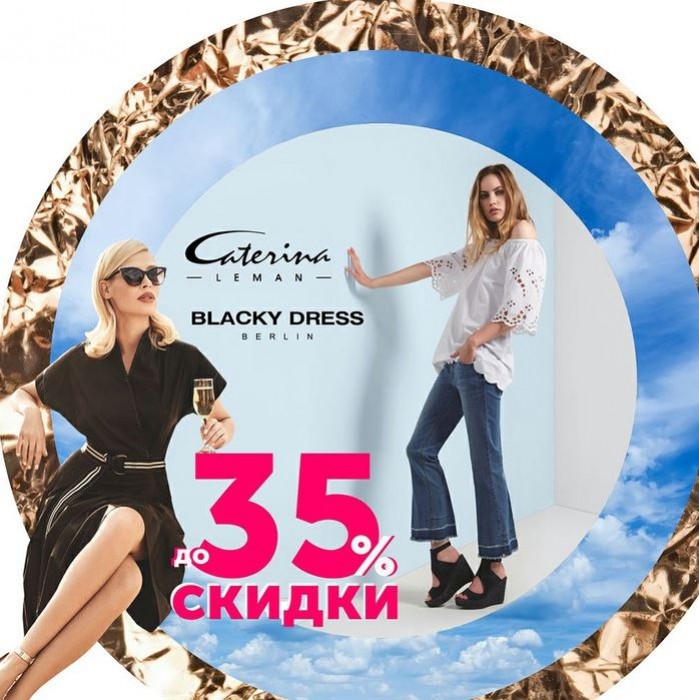 Caterina
— LEMAN —
BLACKY DRESS
BERLIN
до 35%
СКИДКИ